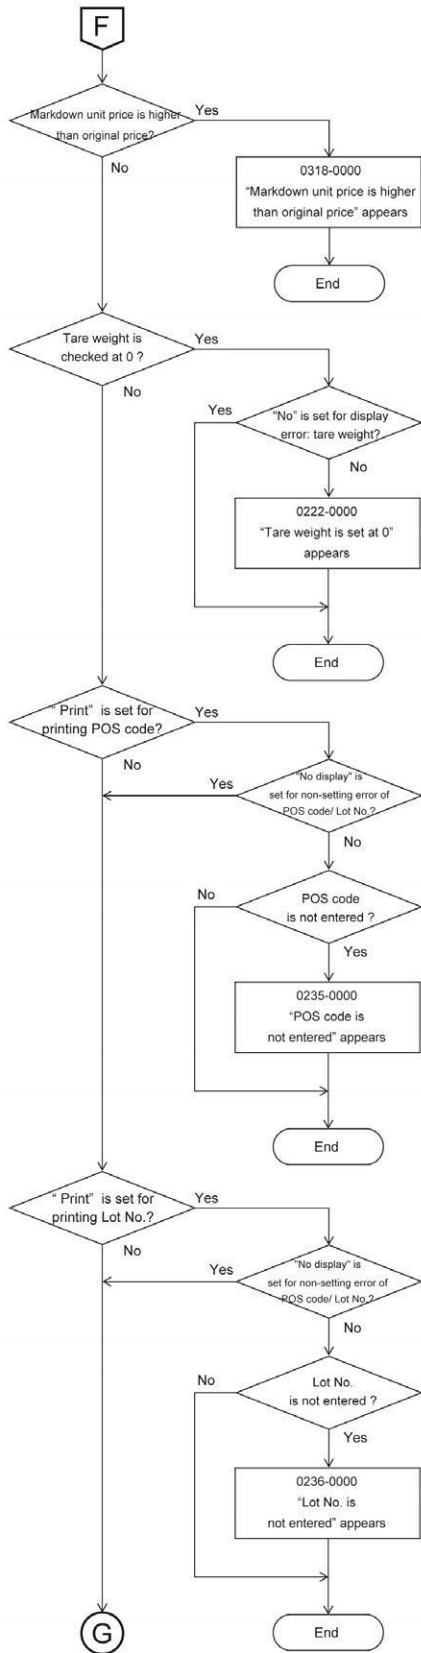 F
Markdown unit price is higher
than original price?
Yes
No
0318-0000
“Markdown unit price is higher
than original price” appears
End
Tare weight is
checked at 0 ?
Yes
No
"No" is set for display
error: tare weight?
Yes
No
0222-0000
“Tare weight is set at 0”
appears
End
“ Print” is set for
printing POS code?
Yes
No
"No display" is
set for non-setting error of
POS code/ Lot No.?
Yes
No
POS code
is not entered ?
No
Yes
0235-0000
“POS code is
not entered” appears
End
“ Print” is set for
printing Lot No.?
Yes
No
"No display" is
set for non-setting error of
POS code/ Lot No.?
Yes
No
Lot No.
is not entered ?
No
Yes
0236-0000
“Lot No. is
not entered” appears
End
G